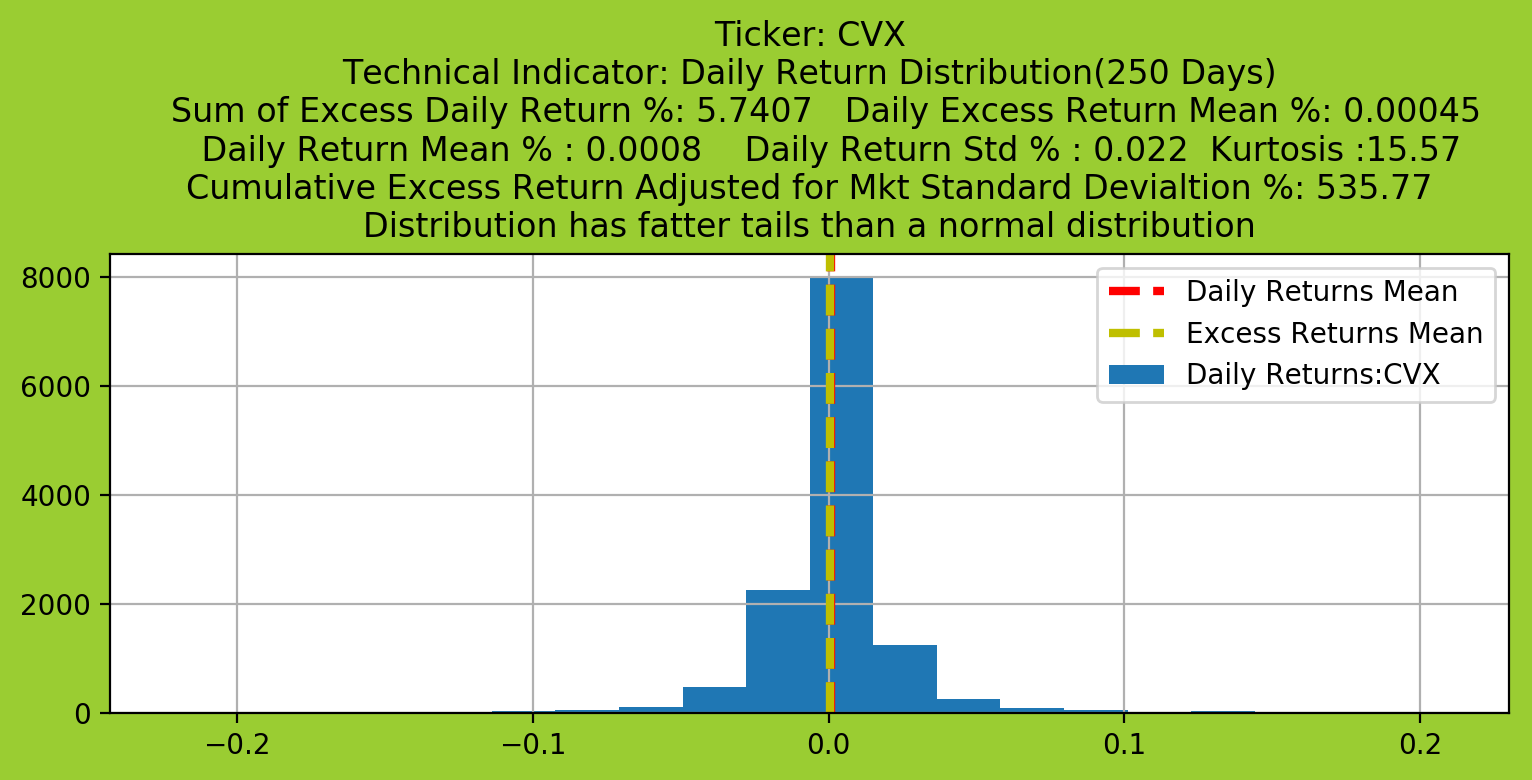 Ticker: CVX
Technical Indicator: Daily Return Distribution(250 Days)
Sum of Excess Daily Return %: 5.7407   Daily Excess Return Mean %: 0.00045
Daily Return Mean % : 0.0008    Daily Return Std % : 0.022  Kurtosis :15.57
Cumulative Excess Return Adjusted for Mkt Standard Devialtion %: 535.77
Distribution has fatter tails than a normal distribution
Daily Returns Mean
Excess Returns Mean
Daily Returns:CVX
8000
6000
4000
2000
0
−0.2
−0.1
0.0
0.1
0.2